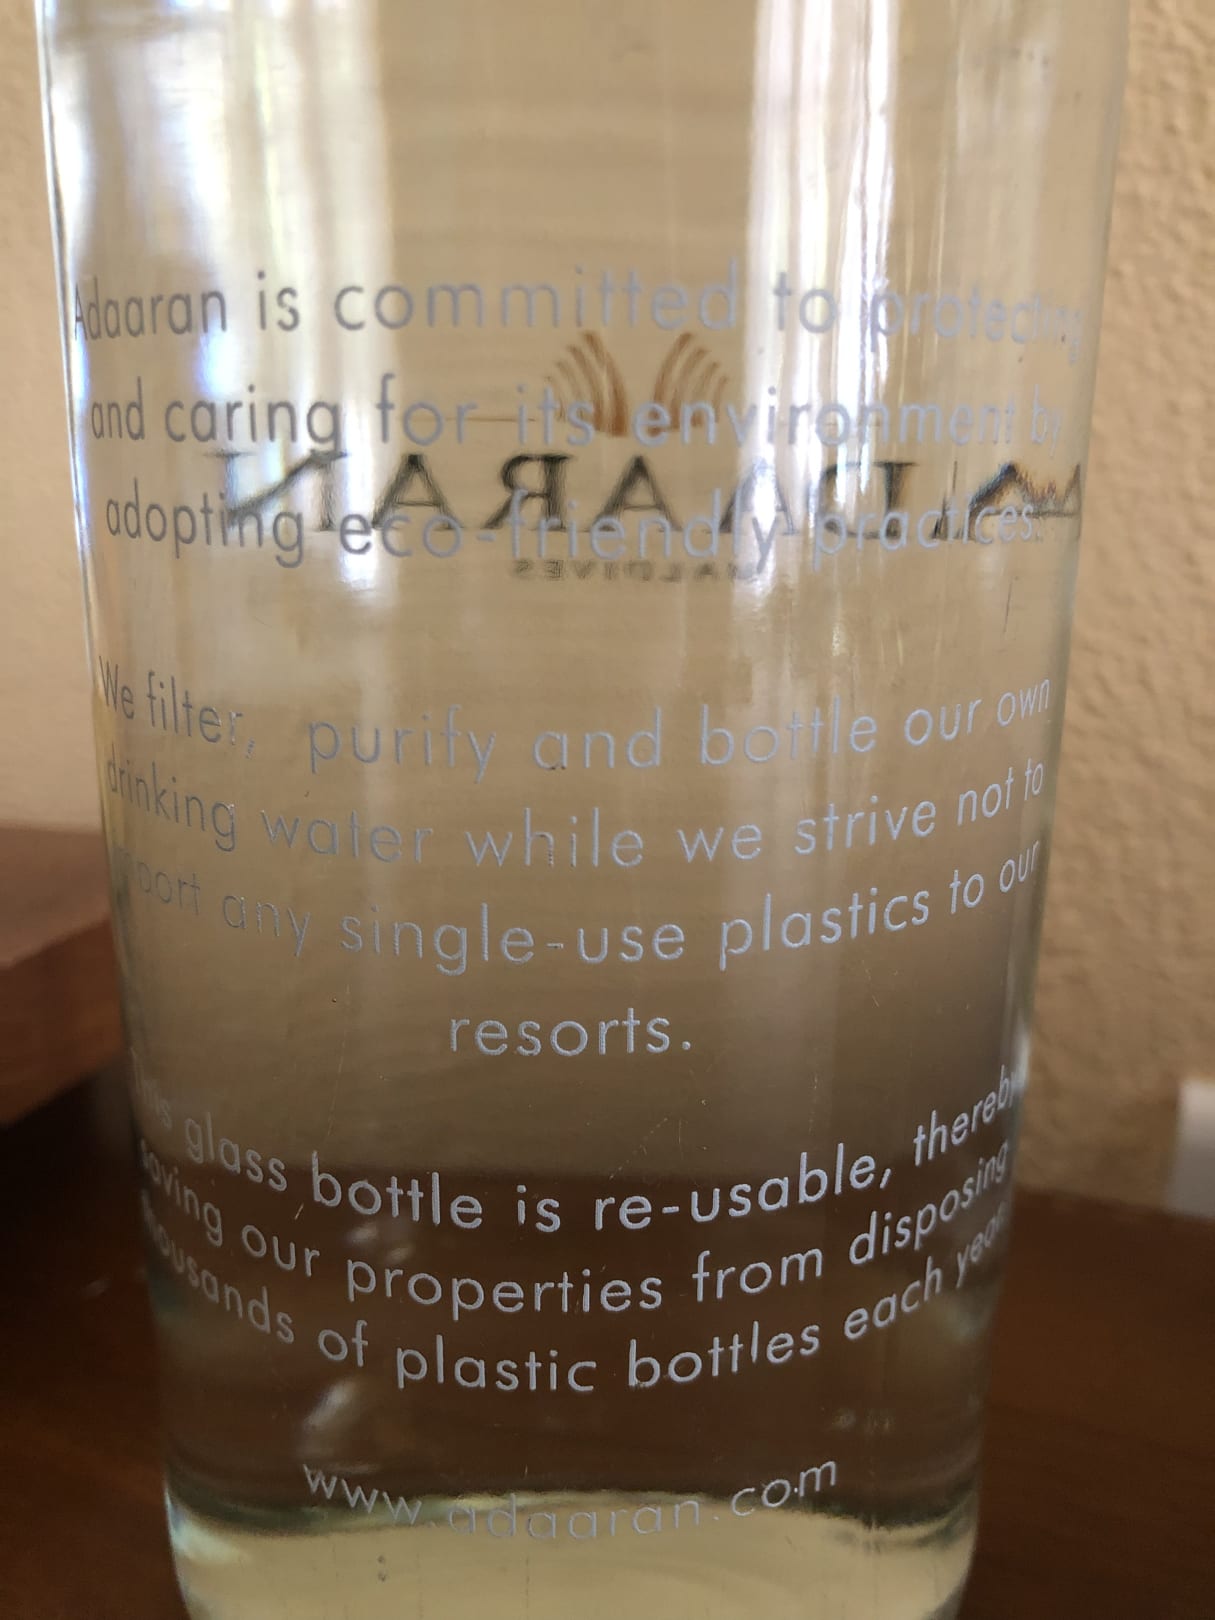 Adaaran is committed to protecting
and caring for its environment by
adopting eco-friendly practices.
ADAARAN
MALDIVES
We filter, purify and bottle our own
drinking water while we strive not to
import any single-use plastics to our
resorts.
This glass bottle is re-usable, thereby
saving our properties from disposing
thousands of plastic bottles each year.
www.adaaran.com